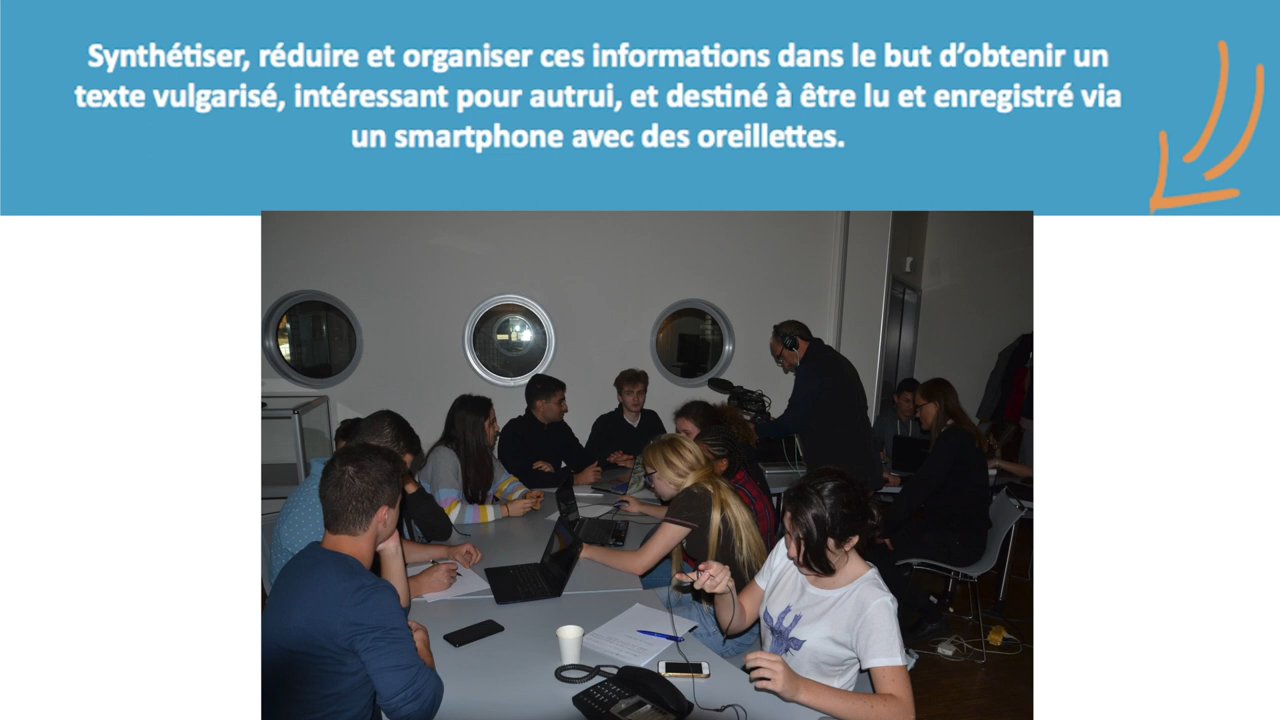 Synthétiser, réduire et organiser ces informations dans le but d’obtenir un
texte vulgarisé, intéressant pour autrui, et destiné à être lu et enregistré via
un smartphone avec des oreillettes.